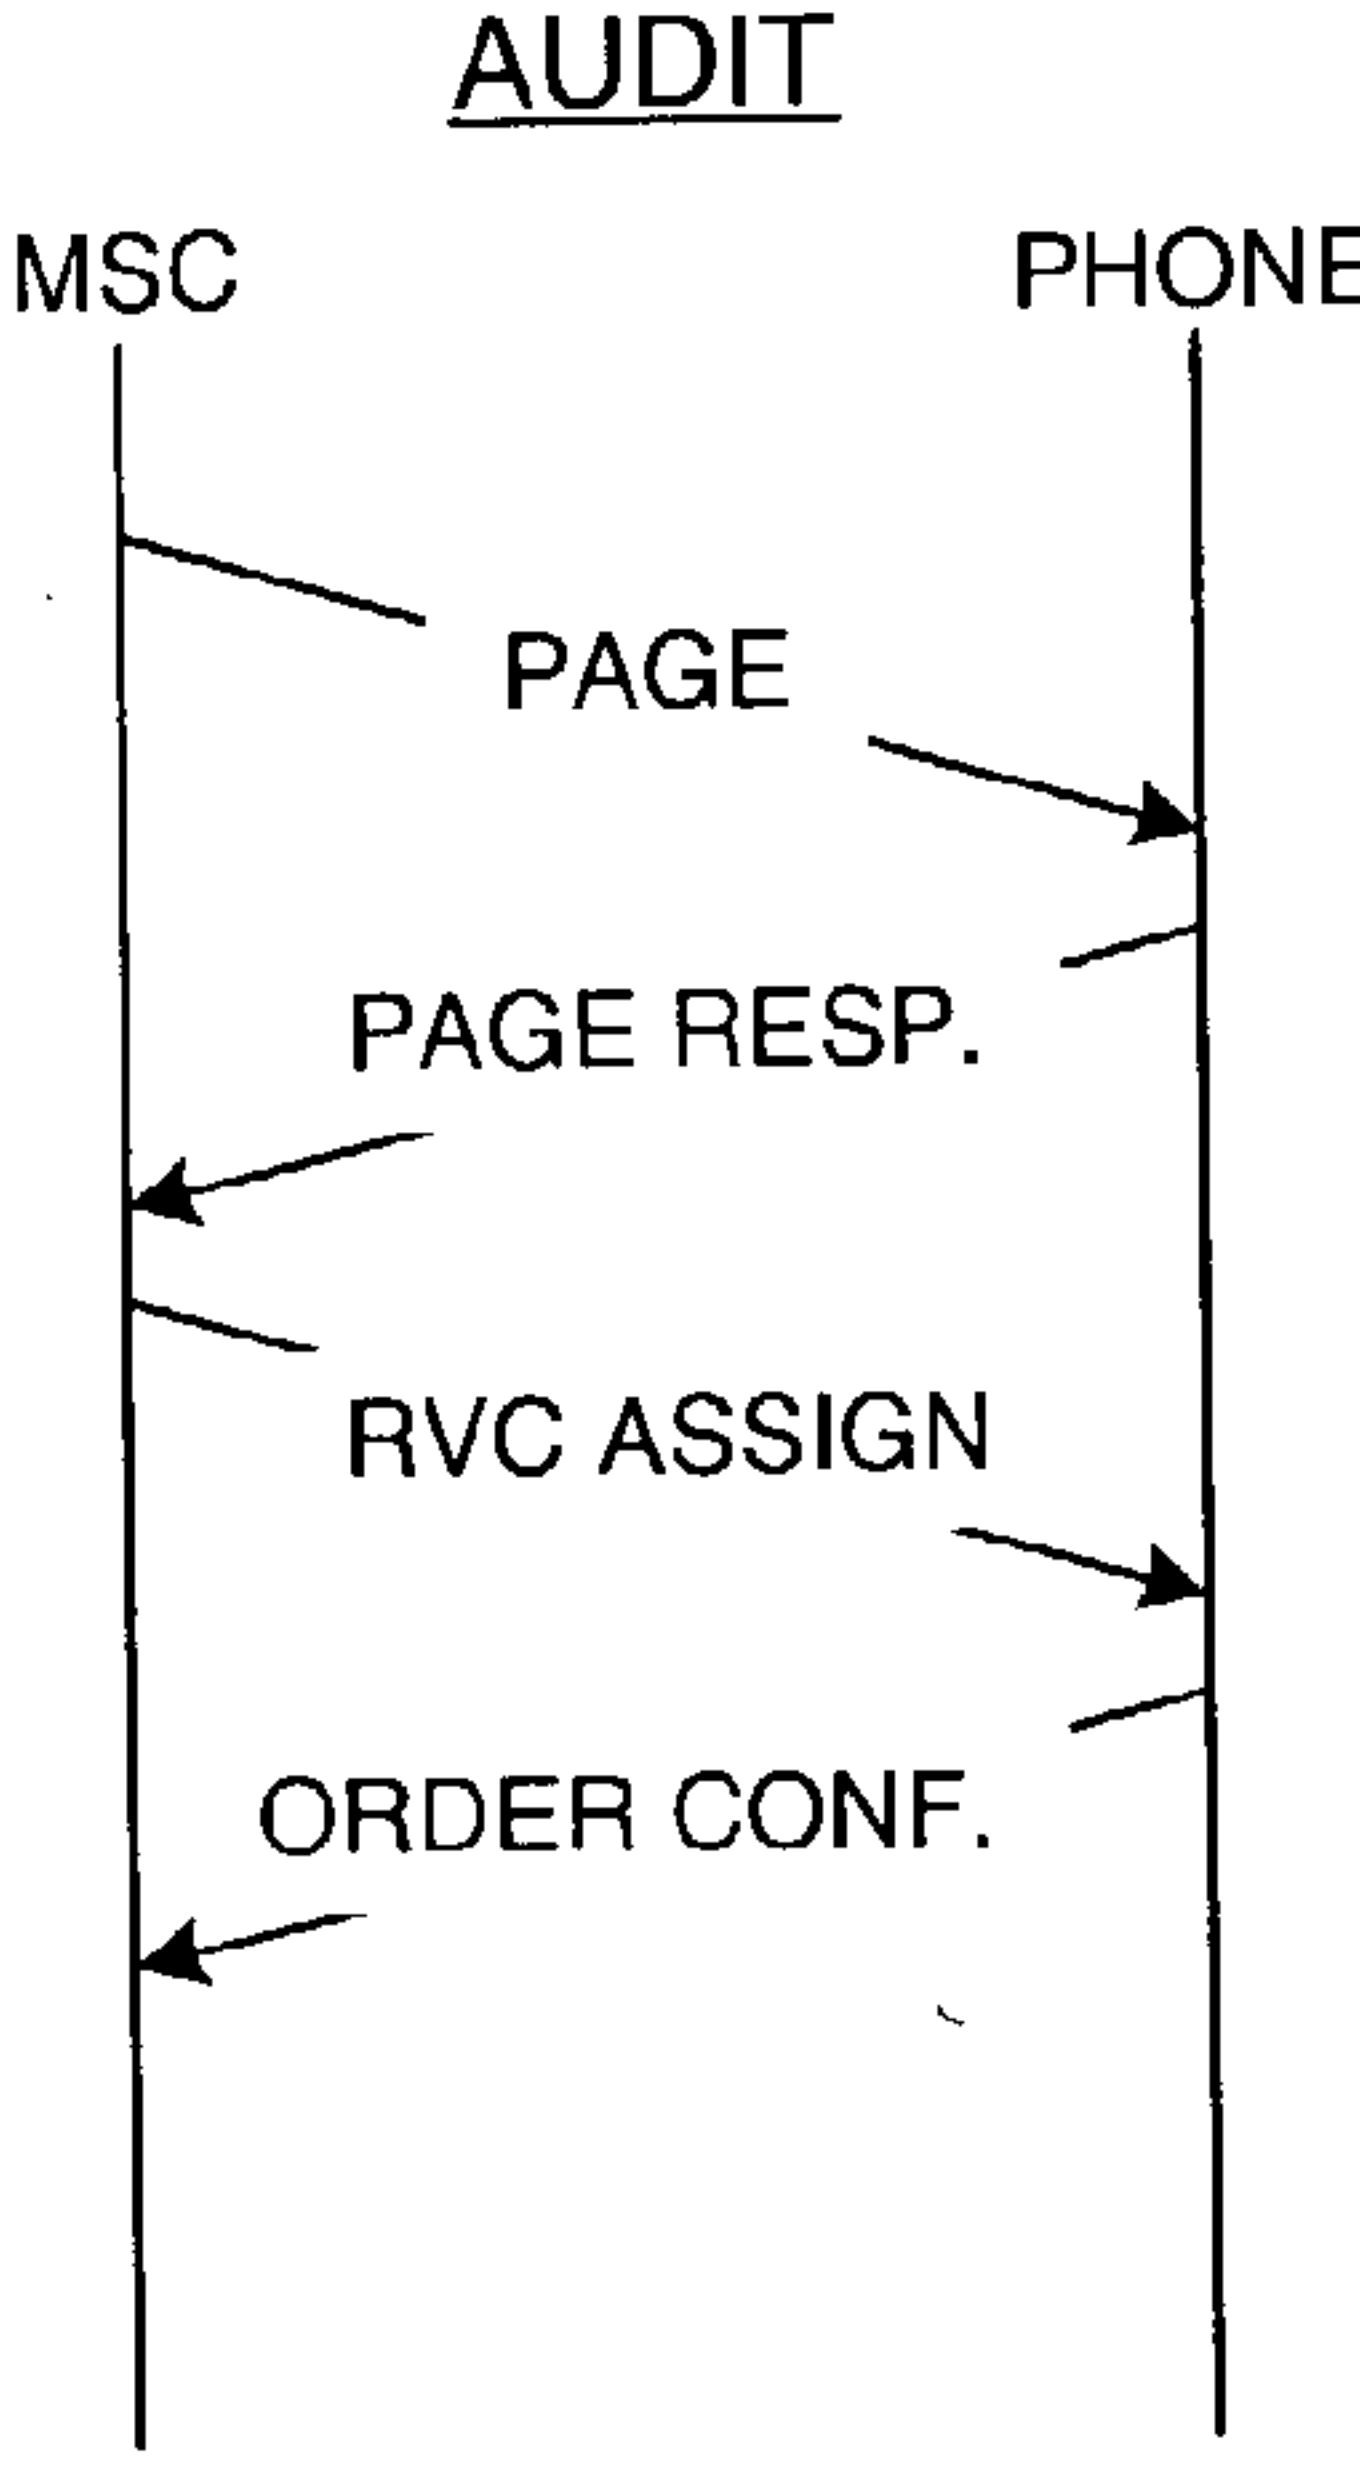 AUDIT
MSC PHONE
PAGE
PAGE RESP.
RVC ASSIGN
ORDER CONF.